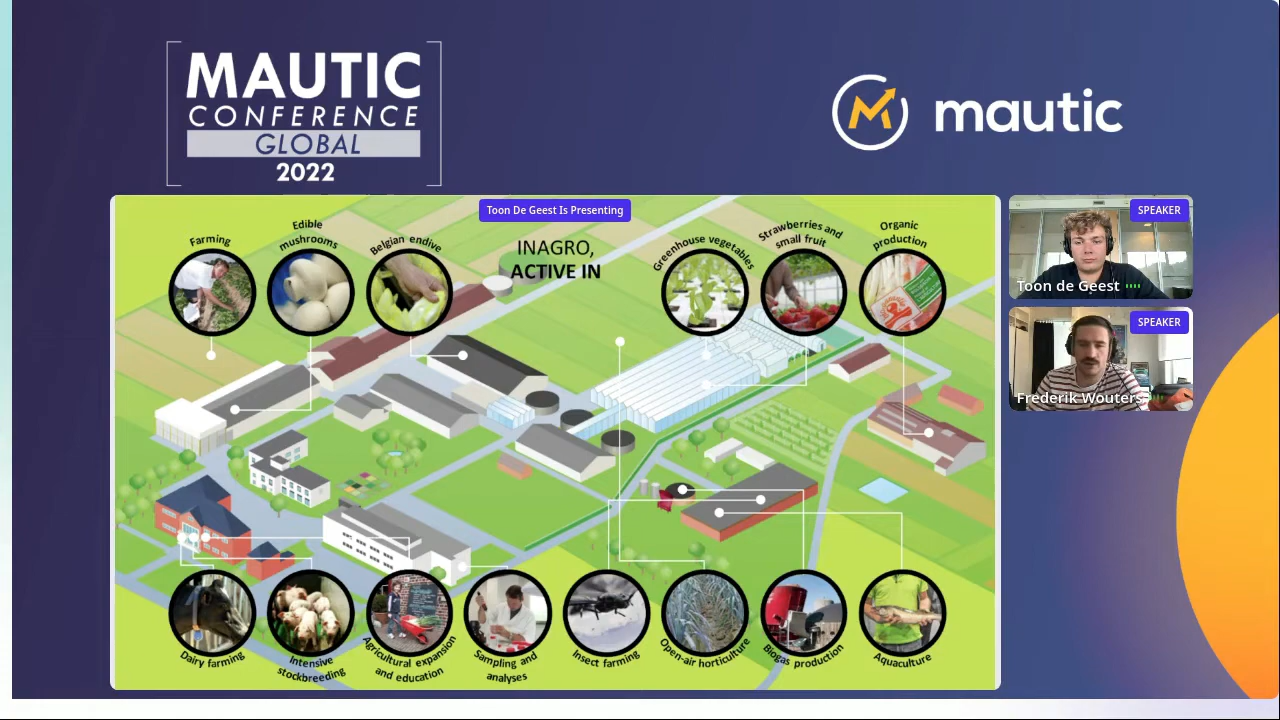 MAUTIC
CONFERENCE
GLOBAL
2022
mautic
Toon De Geest Is Presenting
INAGRO,
ACTIVE IN
Farming
Edible
mushrooms
Belgian endive
Greenhouse vegetables
Strawberries and
small fruit
Organic
production
Dairy farming
Intensive
stockbreeding
Agricultural expansion
and education
Sampling and
analyses
Insect farming
Open-air horticulture
Biogas production
Aquaculture
SPEAKER
Toon de Geest
SPEAKER
Frederik Wouters